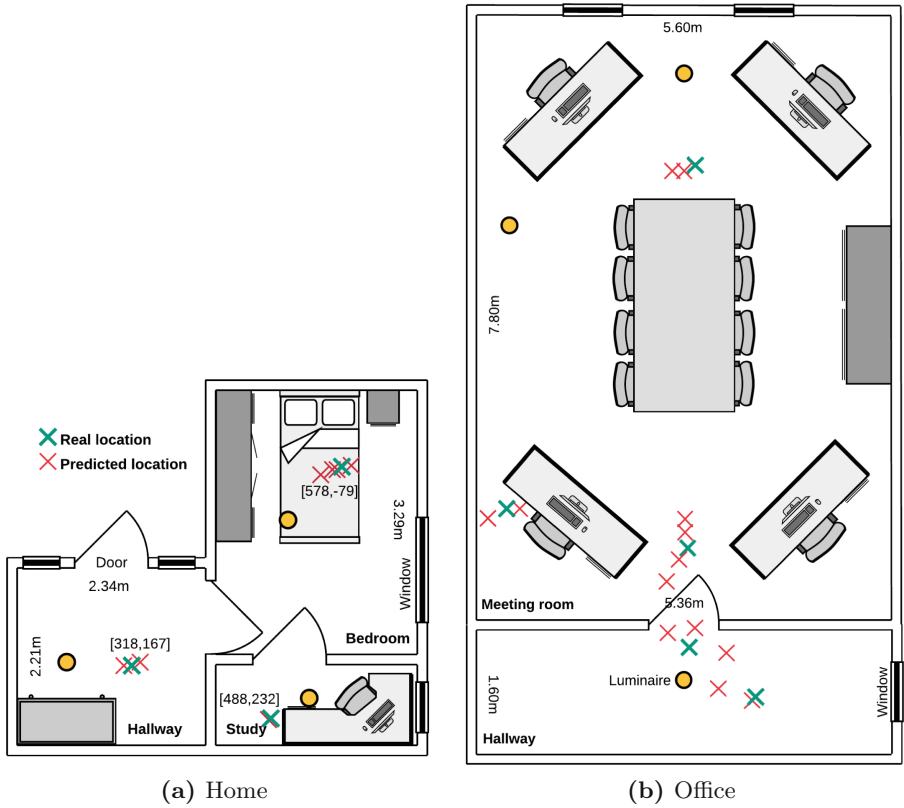 5.60m
7.80m
Real location
Predicted location
[578,-79]
3.29m
Window
Door
2.34m
[318,167]
2.21m
Bedroom
[488,232]
Hallway
Study
Meeting room
5.36m
Luminaire
1.60m
Window
Hallway
(a) Home
(b) Office